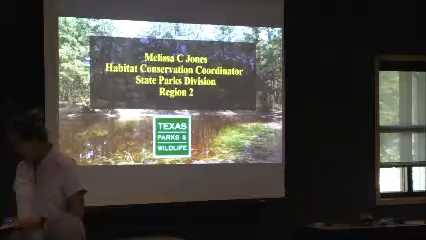 Melissa C Jones
Habitat Conservation Coordinator
State Parks Division
Region 2
TEXAS
PARKS &
WILDLIFE